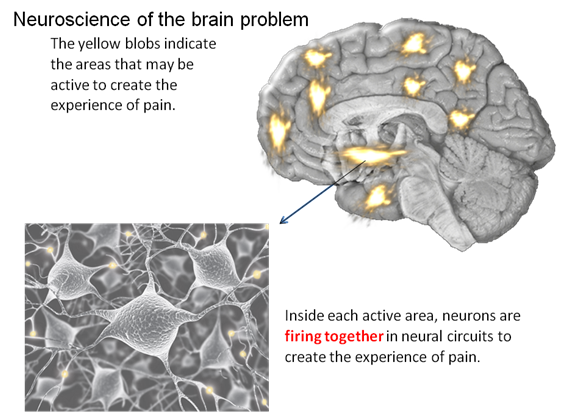 Neuroscience of the brain problem
The yellow blobs indicate
the areas that may be
active to create the
experience of pain.
Inside each active area, neurons are
firing together in neural circuits to
create the experience of pain.